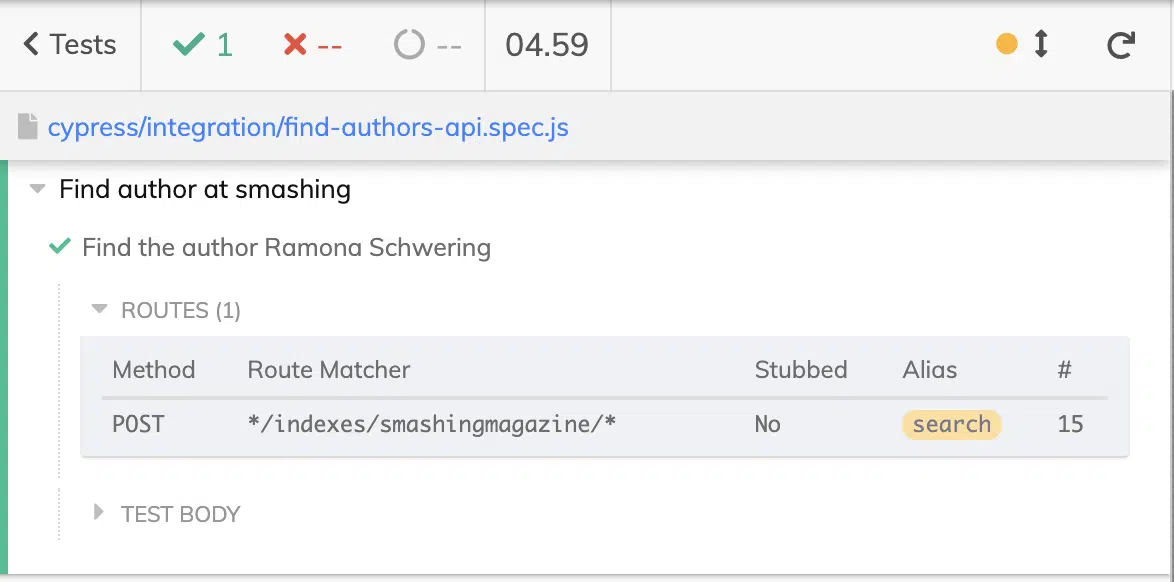 Tests 1 -- -- 04.59
cypress/integration/find-authors-api.spec.js
Find author at smashing
Find the author Ramona Schwering
ROUTES (1)
Method Route Matcher Stubbed Alias #
POST */indexes/smashingmagazine/* No search 15
TEST BODY